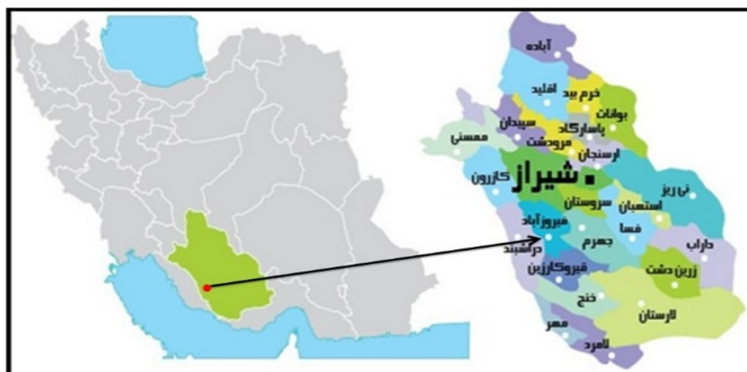 آباده
اقلید
خرم بید
بوانات
سپیدان
پاسارگاد
ممسنی
مرودشت
ارسنجان
شیراز
کازرون
نی ریز
سروستان
استهبان
فیروزآباد
فسا
جهرم
داراب
فراشبند
قیروکارزین
زرین دشت
خنج
لارستان
مهر
لامرد